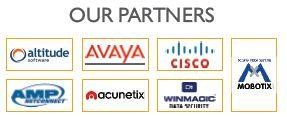 OUR PARTNERS
altitude
software
AVAYA
CISCO
MOBOTIX
AMP
NETCONNECT
acunetix
WINMAGIC
DATA SECURITY